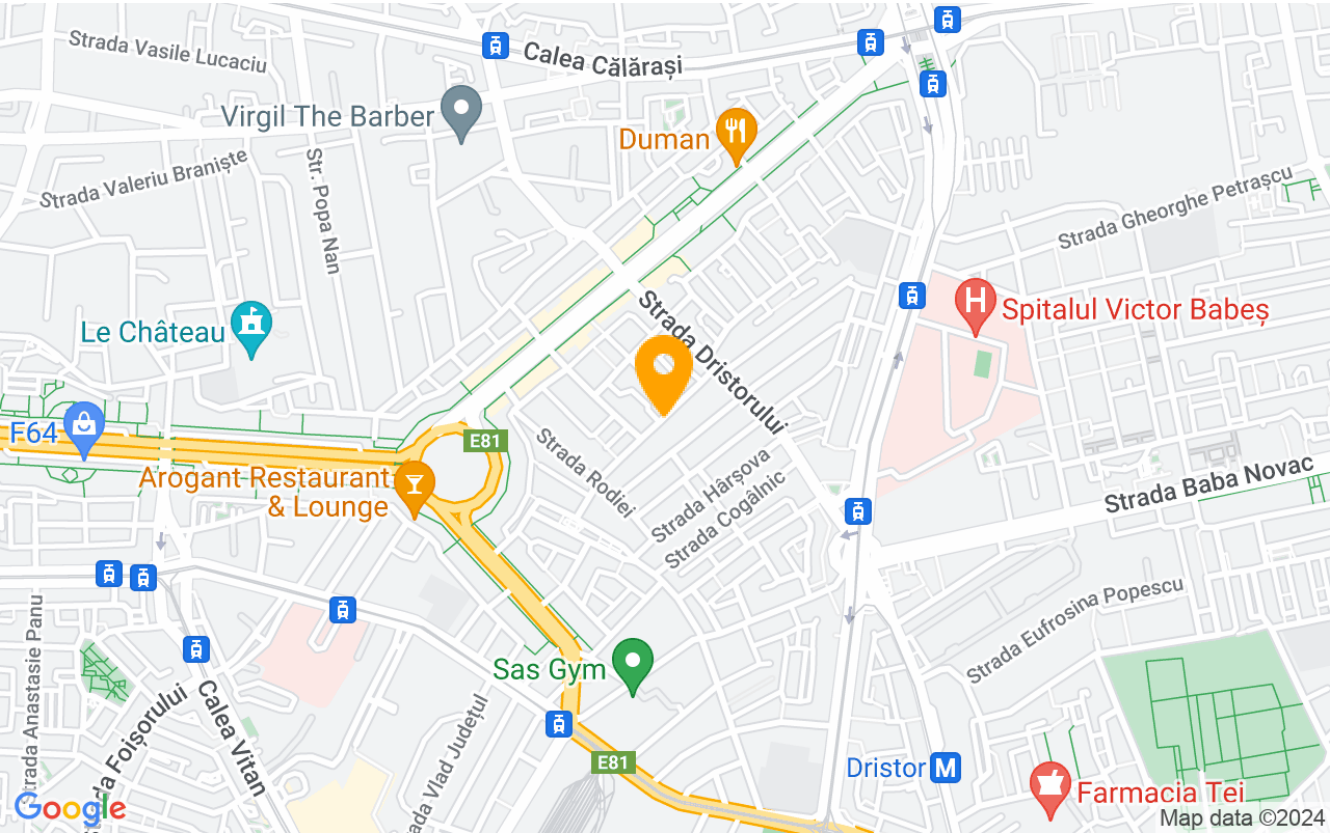 Strada Vasile Lucaciu
Calea Călărași
Virgil The Barber
Duman
Strada Valeriu Braniște
Str. Popa Nan
Strada Gheorghe Petrașcu
H
Spitalul Victor Babeș
Strada Dristorului
Le Château
F64
E81
Arogant Restaurant
& Lounge
Strada Rodiei
Strada Hârșova
Strada Cogâlnic
Strada Baba Novac
Strada Eufrosina Popescu
Strada Anastasie Panu
Sas Gym
Calea Vitan
da Foișorului
da Vlad Județul
E81
Dristor M
Farmacia Tei
Google
Map data ©2024